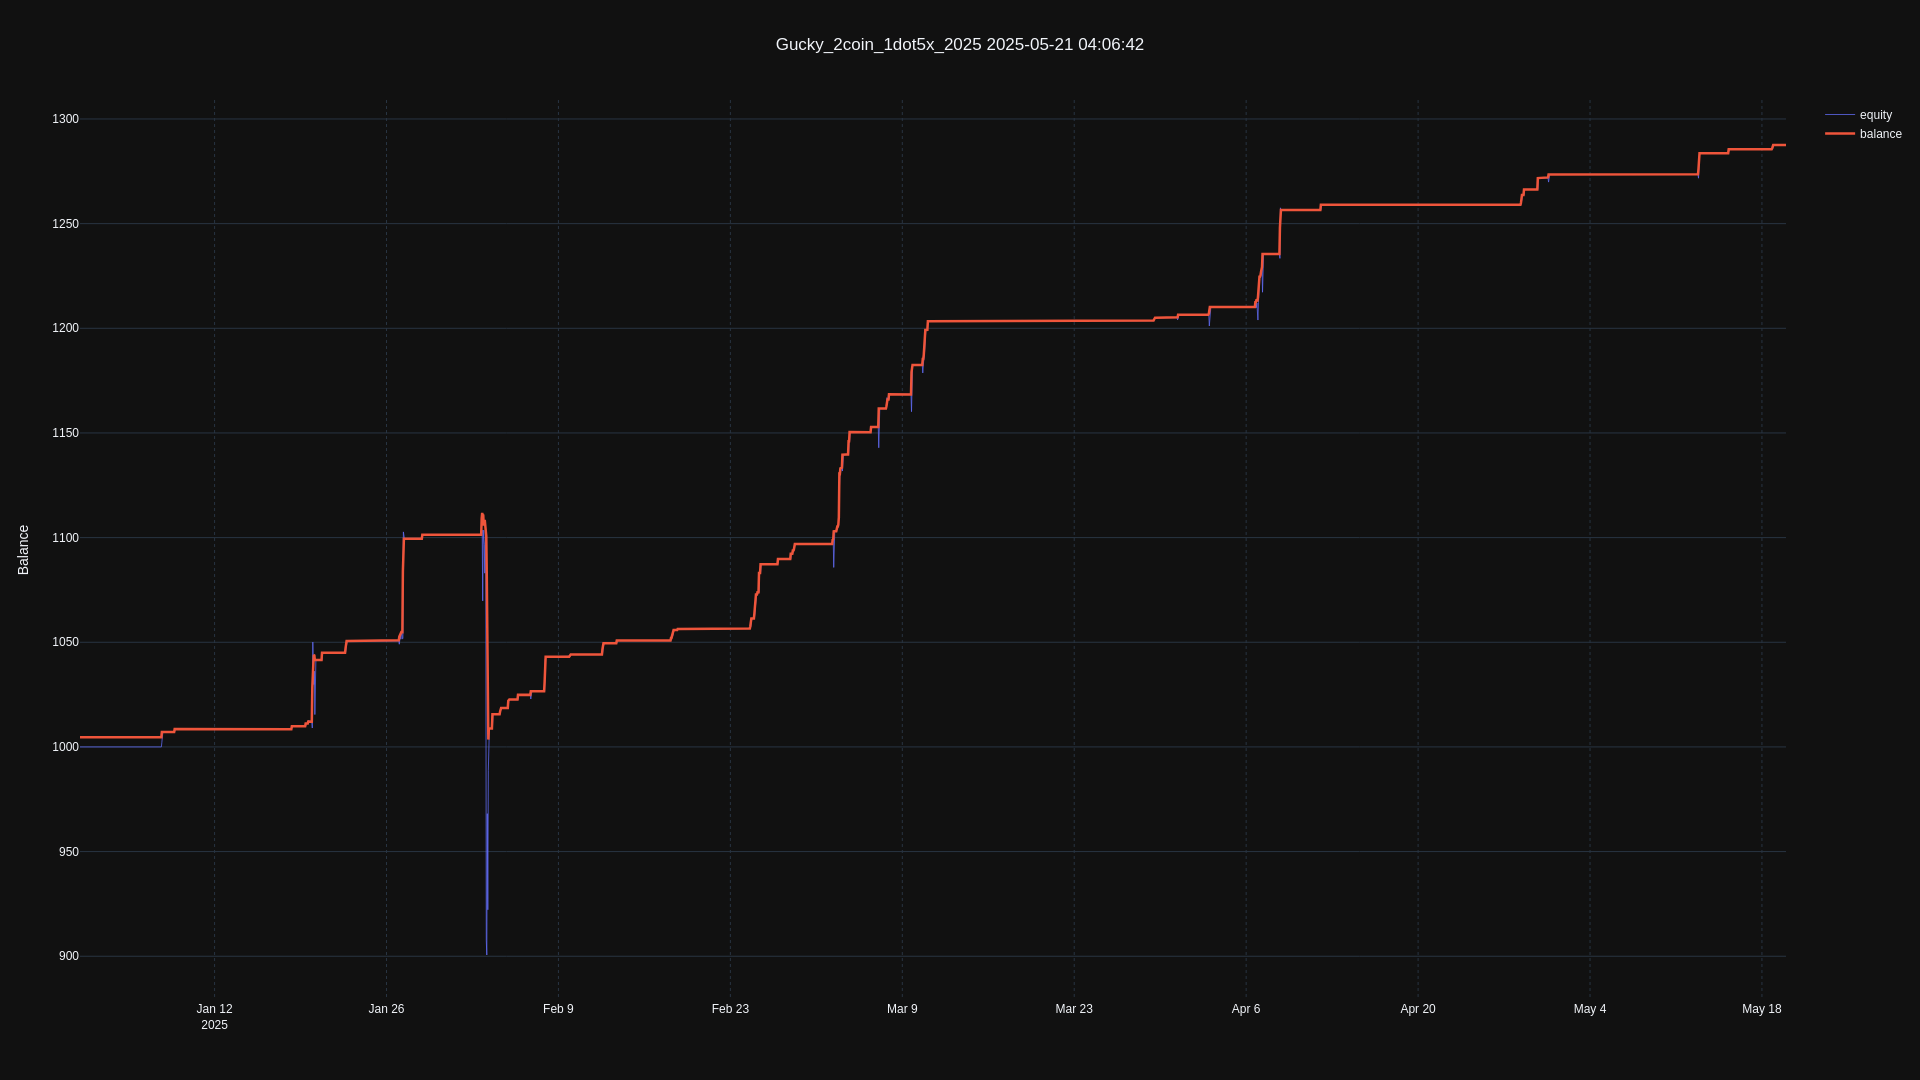 Gucky_2coin_1dot5x_2025 2025-05-21 04:06:42
equity
balance
Balance
1300
1250
1200
1150
1100
1050
1000
950
900
Jan 12
2025
Jan 26
Feb 9
Feb 23
Mar 9
Mar 23
Apr 6
Apr 20
May 4
May 18